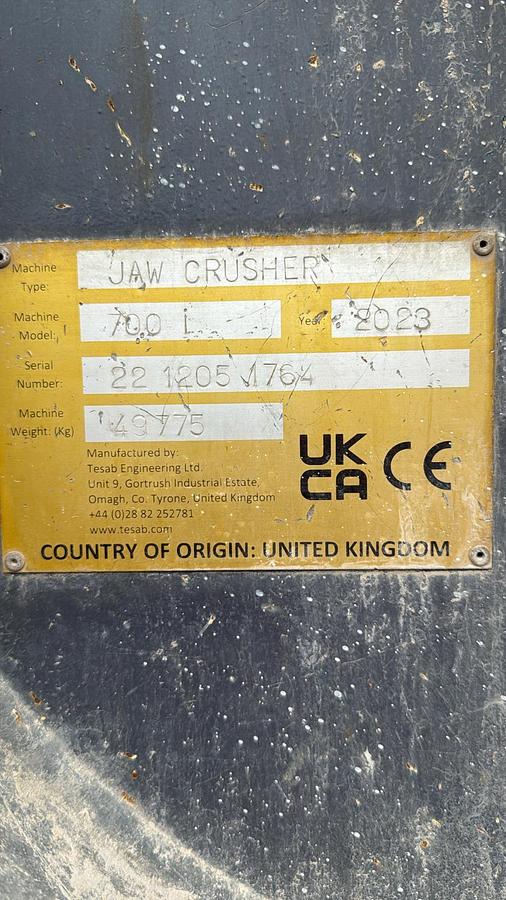 Machine Type: JAW CRUSHER
Machine Model: 700 L Year: 2023
Serial Number: 22 1205 1764
Machine Weight: (Kg) 49775
Manufactured by:
Tesab Engineering Ltd.
Unit 9, Gortrush Industrial Estate,
Omagh, Co. Tyrone, United Kingdom
+44 (0)28 82 252781
www.tesab.com
UK
CA CE
COUNTRY OF ORIGIN: UNITED KINGDOM